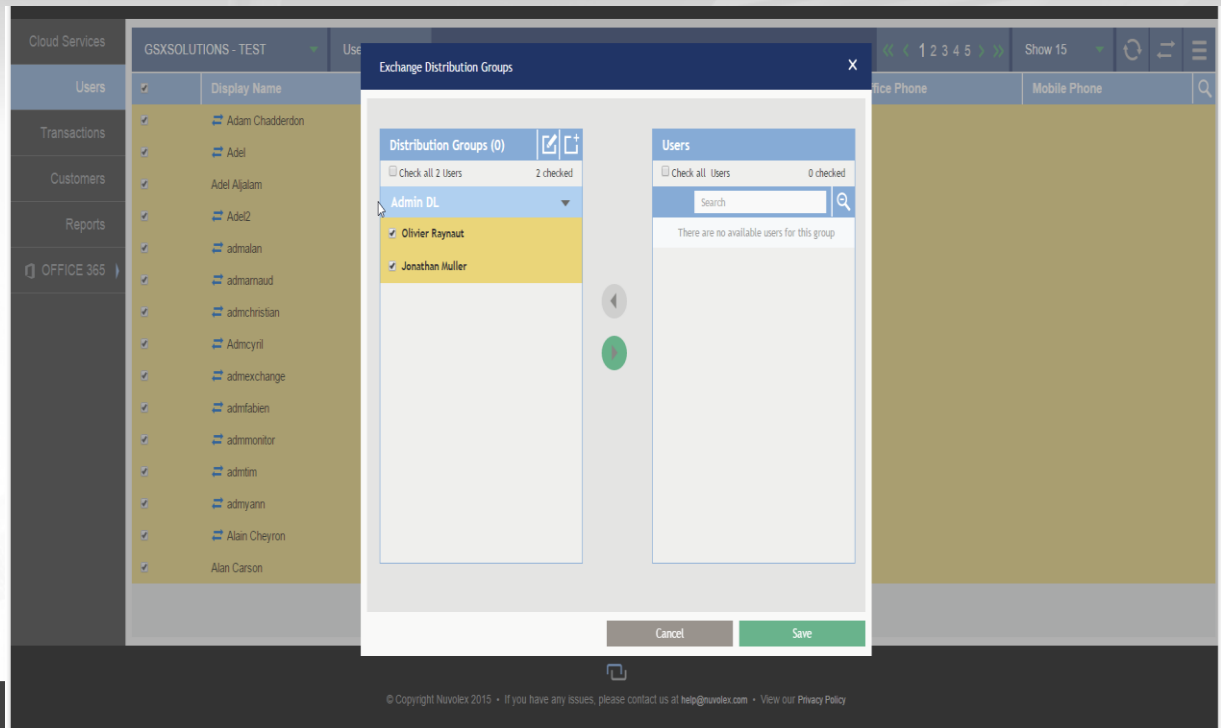 Cloud Services
Users
Transactions
Customers
Reports
OFFICE 365
GSXSOLUTIONS - TEST
Use
« < 1 2 3 4 5 > »
Show 15
Display Name
fice Phone
Mobile Phone
Adam Chadderdon
Adel
Adel Aljalam
Adel2
admalan
admarnaud
admchristian
Admcyril
admexchange
admfabien
admmonitor
admtim
admyann
Alain Cheyron
Alan Carson
Exchange Distribution Groups
X
Distribution Groups (0)
Check all 2 Users 2 checked
Admin DL
Olivier Raynaut
Jonathan Muller
Users
Check all Users 0 checked
Search
There are no available users for this group
Cancel
Save
© Copyright Nuvolex 2015 • If you have any issues, please contact us at help@nuvolex.com • View our Privacy Policy